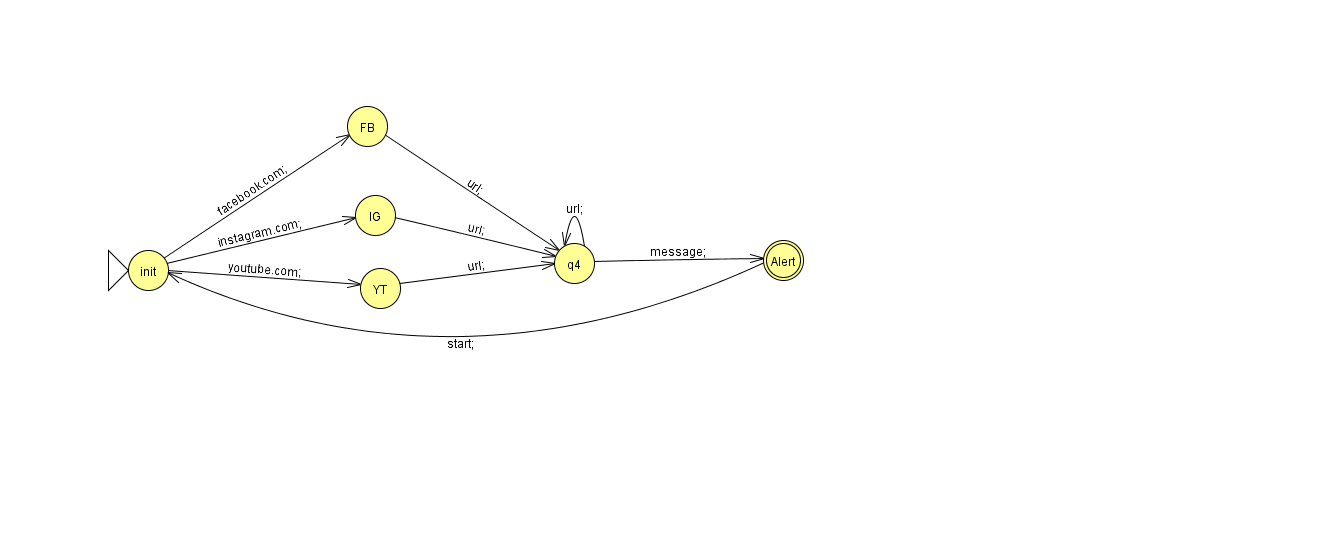 FB
facebook.com;
url;
IG
instagram.com;
url;
url;
init
youtube.com;
YT
url;
q4
message;
Alert
start;